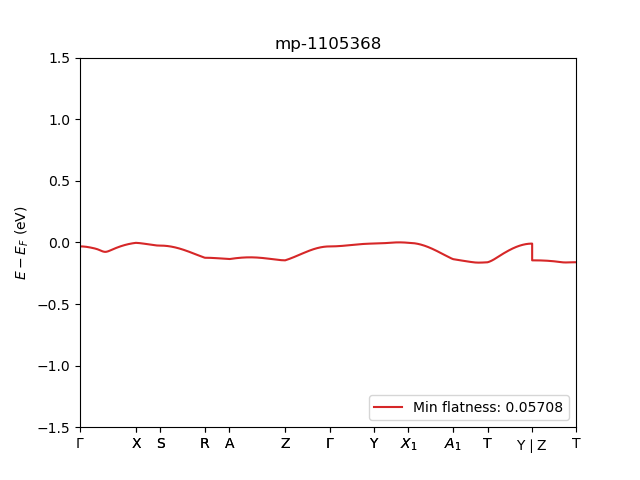 mp-1105368
E − E_F (eV)
1.5
1.0
0.5
0.0
−0.5
−1.0
−1.5
Min flatness: 0.05708
Γ X S R A Z Γ Y X₁ A₁ T Y | Z T